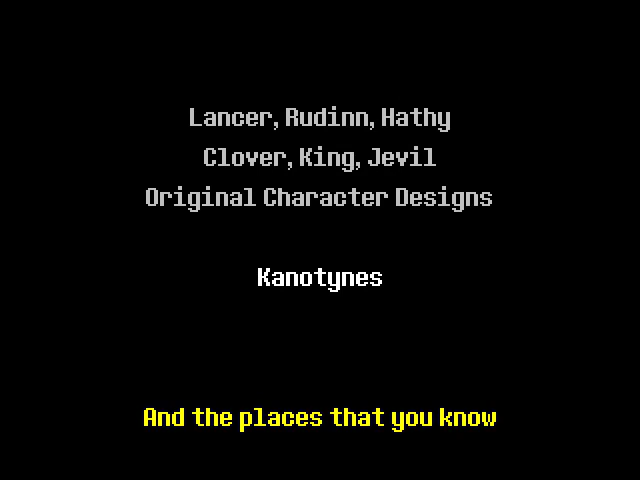 Lancer, Rudinn, Hathy
Clover, King, Jevil
Original Character Designs
Kanotynes
And the places that you know